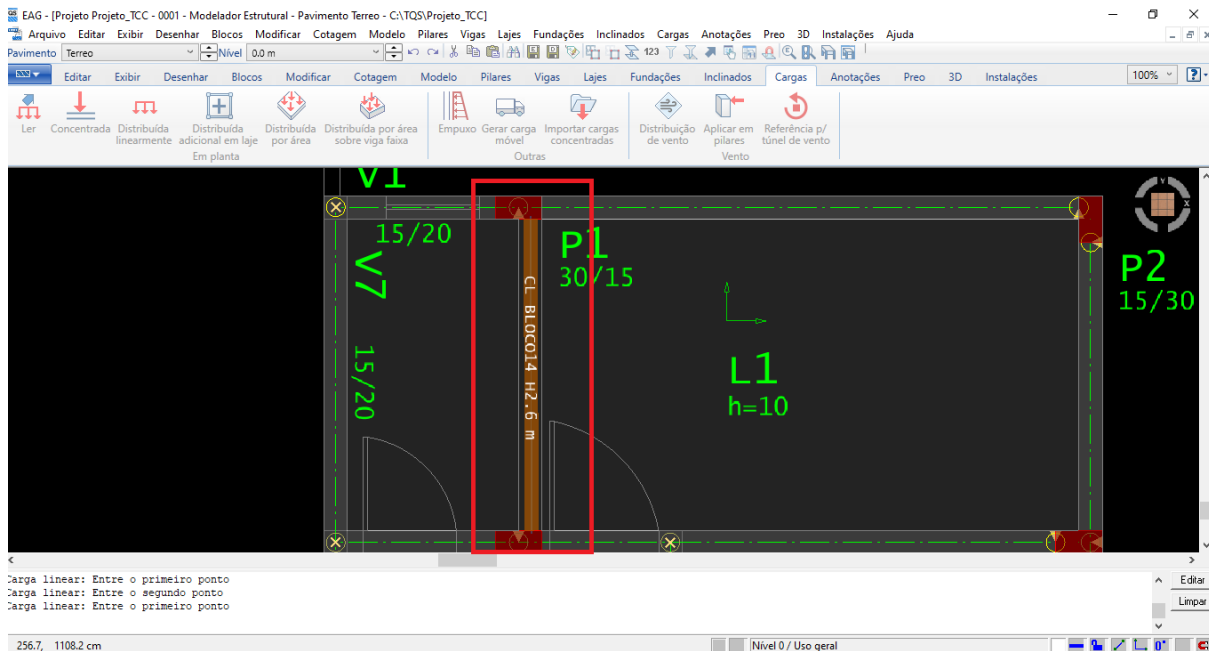 EAG - [Projeto Projeto_TCC - 0001 - Modelador Estrutural - Pavimento Terreo - C:\TQS\Projeto_TCC]
Arquivo Editar Exibir Desenhar Blocos Modificar Cotagem Modelo Pilares Vigas Lajes Fundações Inclinados Cargas Anotações Preo 3D Instalações Ajuda
Pavimento Terreo Nível 0.0 m 123
Editar Exibir Desenhar Blocos Modificar Cotagem Modelo Pilares Vigas Lajes Fundações Inclinados Cargas Anotações Preo 3D Instalações 100% ?
Ler Concentrada Distribuída linearmente Distribuída adicional em laje Distribuída por área Distribuída por área sobre viga faixa Empuxo Gerar carga móvel Importar cargas concentradas Distribuição de vento Aplicar em pilares Referência p/ túnel de vento
Em planta Outras Vento
V1
15/20
V7
15/20
CL BLOCO14 H2.6 m
P1
30/15
L1
h=10
P2
15/30
Y
X
Carga linear: Entre o primeiro ponto
Carga linear: Entre o segundo ponto
Carga linear: Entre o primeiro ponto
Editar
Limpar
256.7, 1108.2 cm
Nível 0 / Uso geral
0°